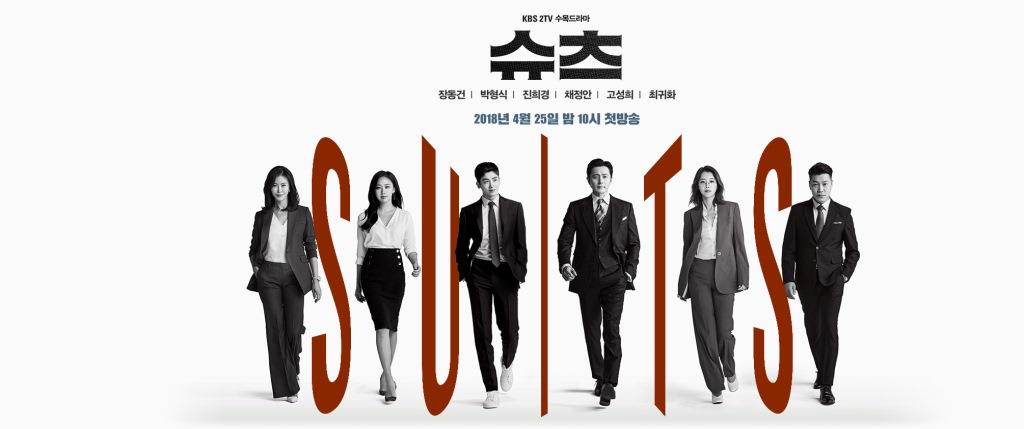 KBS 2TV 수목드라마
슈츠
장동건 | 박형식 | 진희경 | 채정안 | 고성희 | 최귀화
2018년 4월 25일 밤 10시 첫방송
SUITS